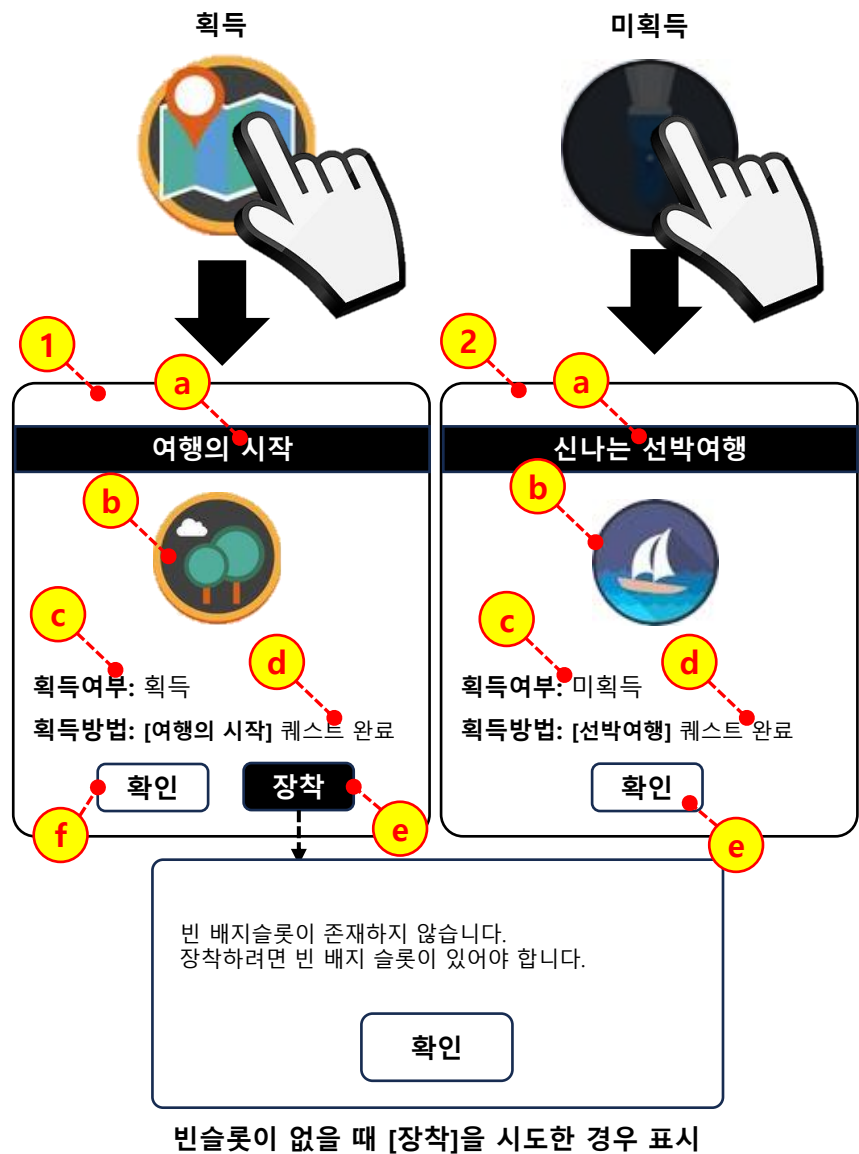 획득
미획득
1
a
2
a
여행의 시작
신나는 선박여행
b
b
c
d
c
d
획득여부: 획득
획득방법: [여행의 시작] 퀘스트 완료
획득여부: 미획득
획득방법: [선박여행] 퀘스트 완료
확인
장착
확인
f
e
e
빈 배지슬롯이 존재하지 않습니다.
장착하려면 빈 배지 슬롯이 있어야 합니다.
확인
빈슬롯이 없을 때 [장착]을 시도한 경우 표시